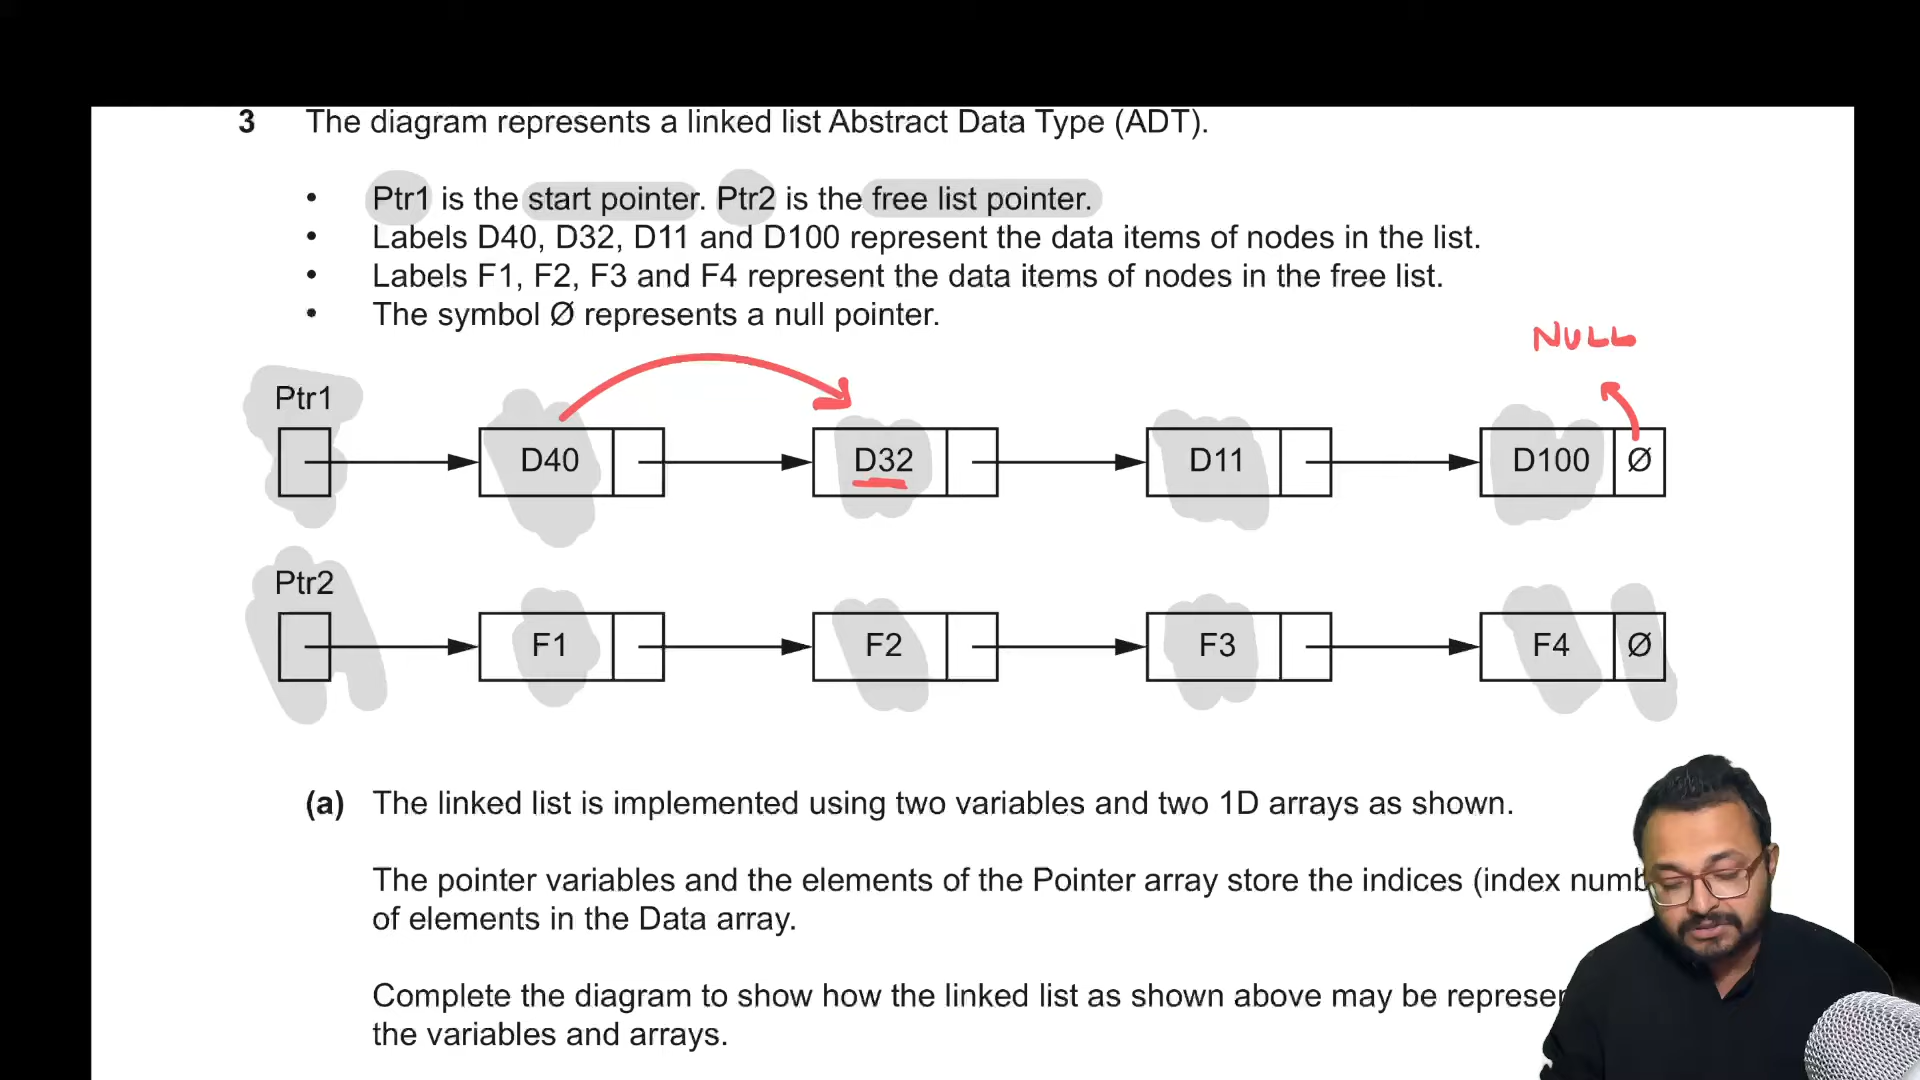 3 The diagram represents a linked list Abstract Data Type (ADT).
• Ptr1 is the start pointer. Ptr2 is the free list pointer.
• Labels D40, D32, D11 and D100 represent the data items of nodes in the list.
• Labels F1, F2, F3 and F4 represent the data items of nodes in the free list.
• The symbol Ø represents a null pointer.
NULL
Ptr1
D40 D32 D11 D100 Ø
Ptr2
F1 F2 F3 F4 Ø
(a) The linked list is implemented using two variables and two 1D arrays as shown.
The pointer variables and the elements of the Pointer array store the indices (index numb
of elements in the Data array.
Complete the diagram to show how the linked list as shown above may be represen
the variables and arrays.